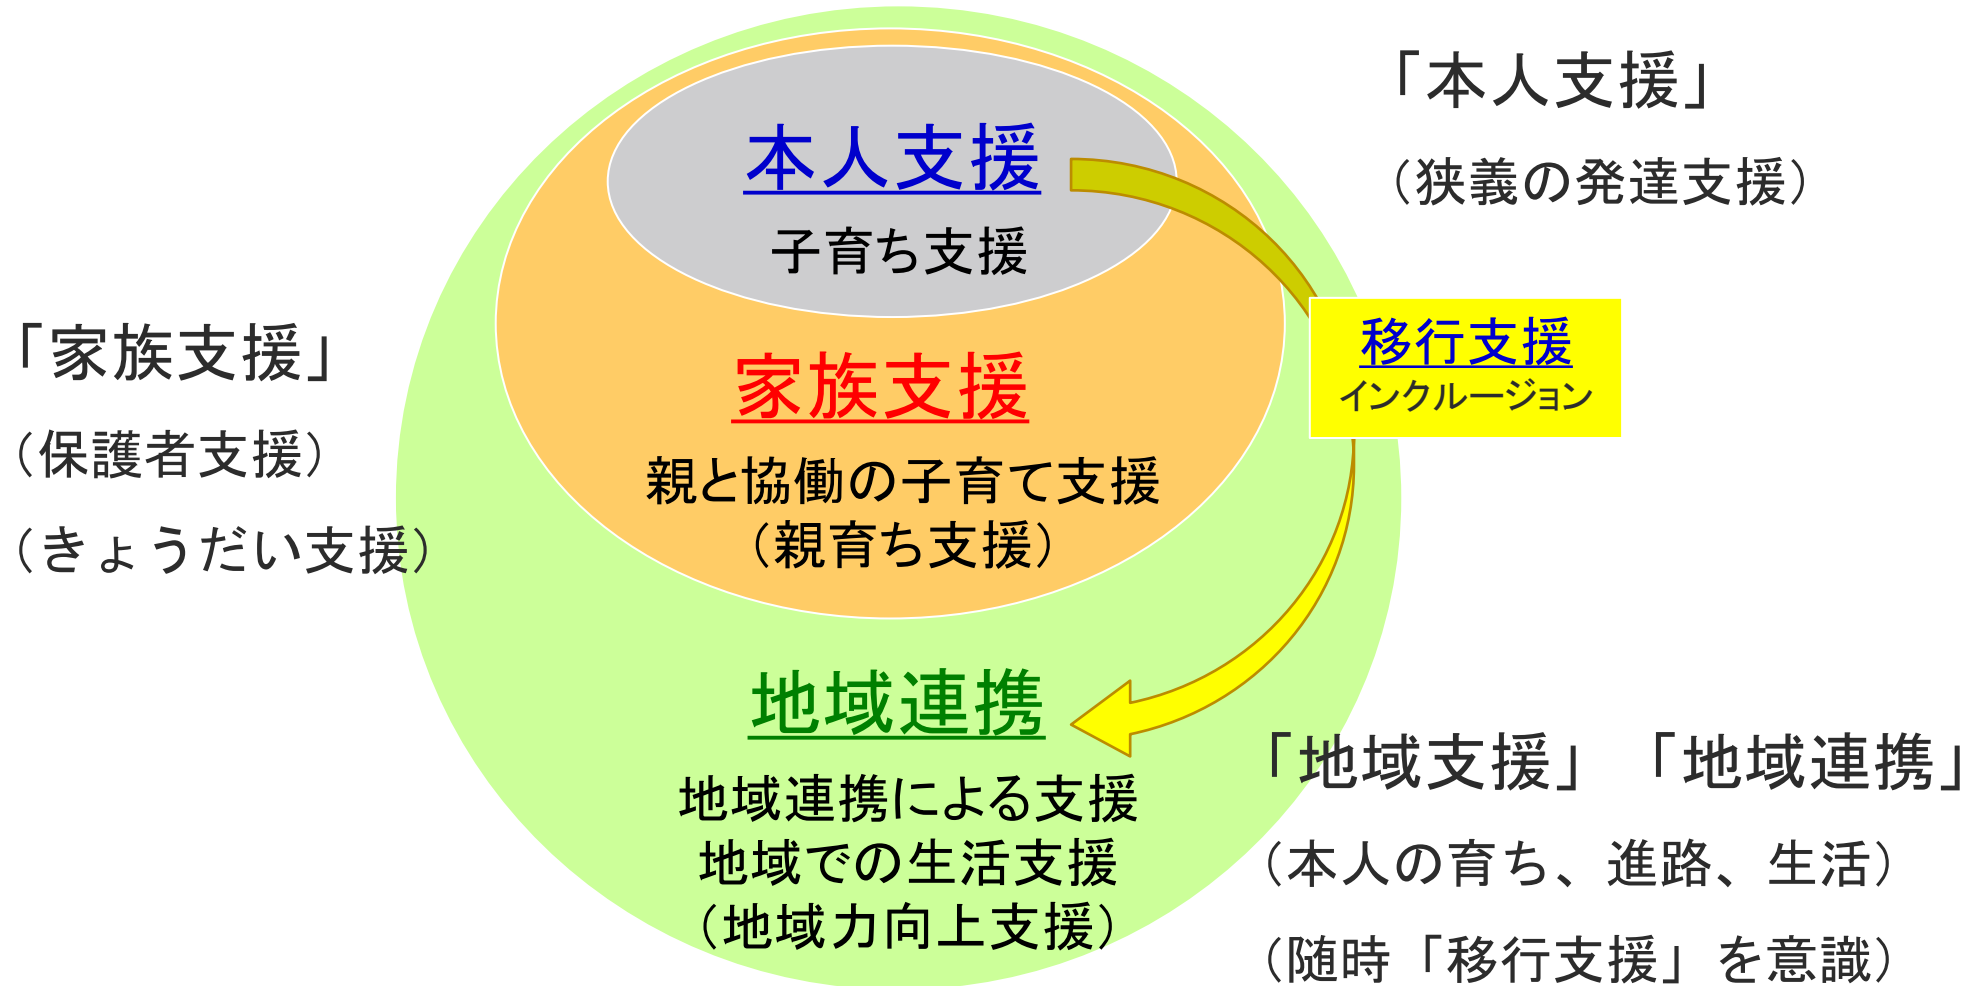 「本人支援」
（狭義の発達支援）
本人支援
子育ち支援
移行支援
インクルージョン
「家族支援」
（保護者支援）
（きょうだい支援）
家族支援
親と協働の子育て支援
（親育ち支援）
地域連携
地域連携による支援
地域での生活支援
（地域力向上支援）
「地域支援」「地域連携」
（本人の育ち、進路、生活）
（随時「移行支援」を意識）